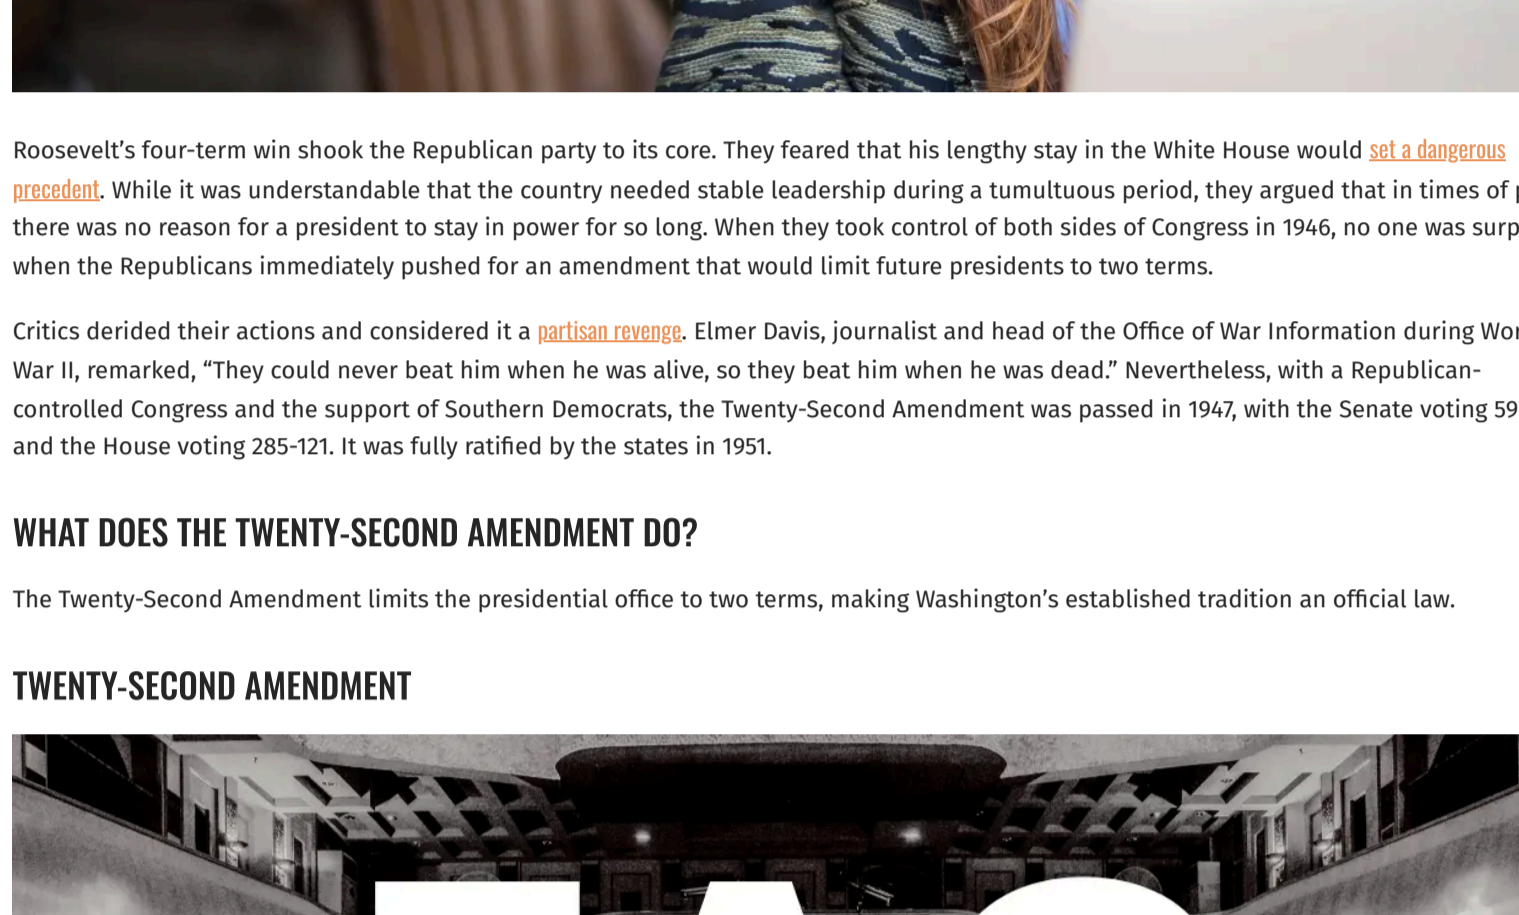 Roosevelt’s four-term win shook the Republican party to its core. They feared that his lengthy stay in the White House would set a dangerous
precedent. While it was understandable that the country needed stable leadership during a tumultuous period, they argued that in times of
there was no reason for a president to stay in power for so long. When they took control of both sides of Congress in 1946, no one was
when the Republicans immediately pushed for an amendment that would limit future presidents to two terms.
Critics derided their actions and considered it a partisan revenge. Elmer Davis, journalist and head of the Office of War Information during
War II, remarked, “They could never beat him when he was alive, so they beat him when he was dead.” Nevertheless, with a Republican-
controlled Congress and the support of Southern Democrats, the Twenty-Second Amendment was passed in 1947, with the Senate voting 59
and the House voting 285-121. It was fully ratified by the states in 1951.
WHAT DOES THE TWENTY-SECOND AMENDMENT DO?
The Twenty-Second Amendment limits the presidential office to two terms, making Washington’s established tradition an official law.
TWENTY-SECOND AMENDMENT